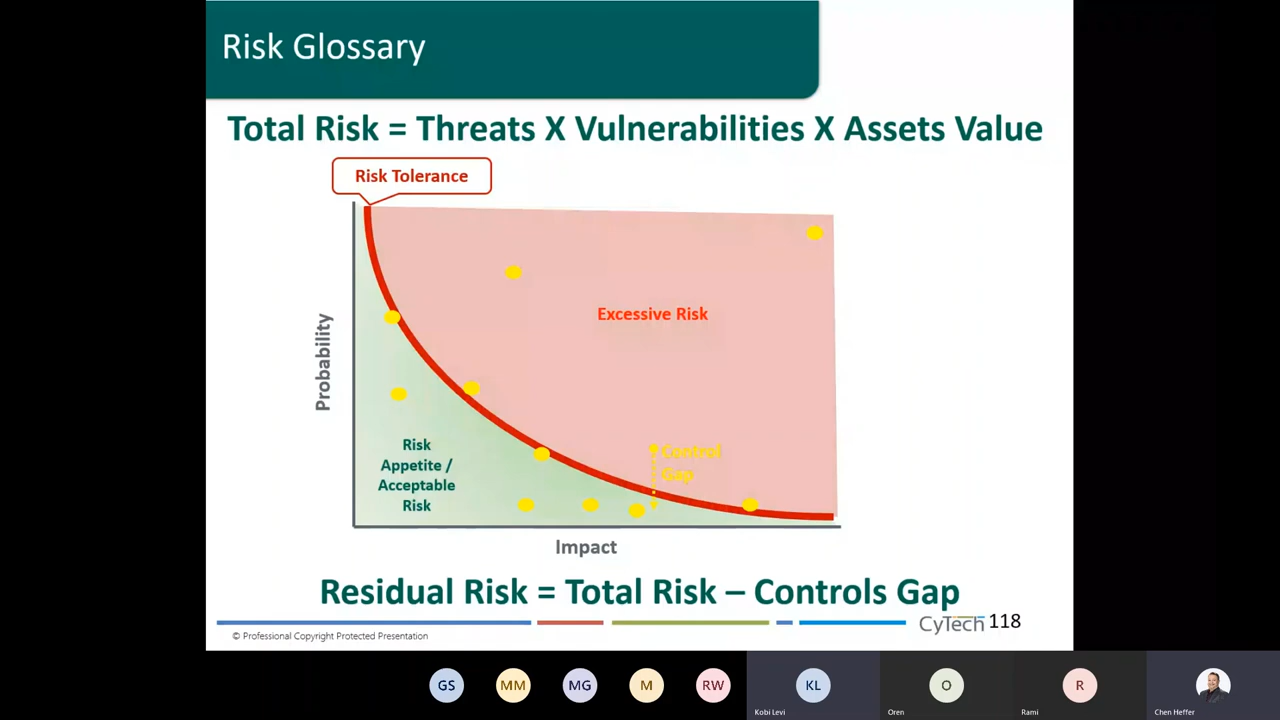 Risk Glossary
Total Risk = Threats X Vulnerabilities X Assets Value
Risk Tolerance
Excessive Risk
Probability
Control
Gap
Risk
Appetite /
Acceptable
Risk
Impact
Residual Risk = Total Risk – Controls Gap
CyTech 118
© Professional Copyright Protected Presentation
GS
MM
MG
M
RW
KL
O
R
Kobi Levi
Oren
Rami
Chen Heffer